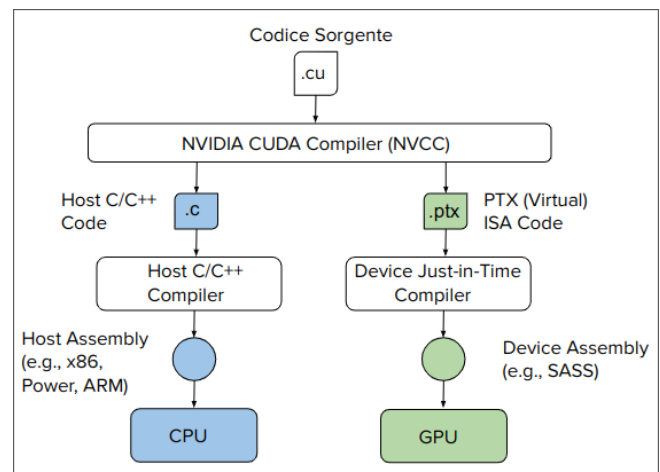 Codice Sorgente
.cu
NVIDIA CUDA Compiler (NVCC)
Host C/C++
Code
.c
.ptx
PTX (Virtual)
ISA Code
Host C/C++
Compiler
Device Just-in-Time
Compiler
Host Assembly
(e.g., x86,
Power, ARM)
Device Assembly
(e.g., SASS)
CPU
GPU